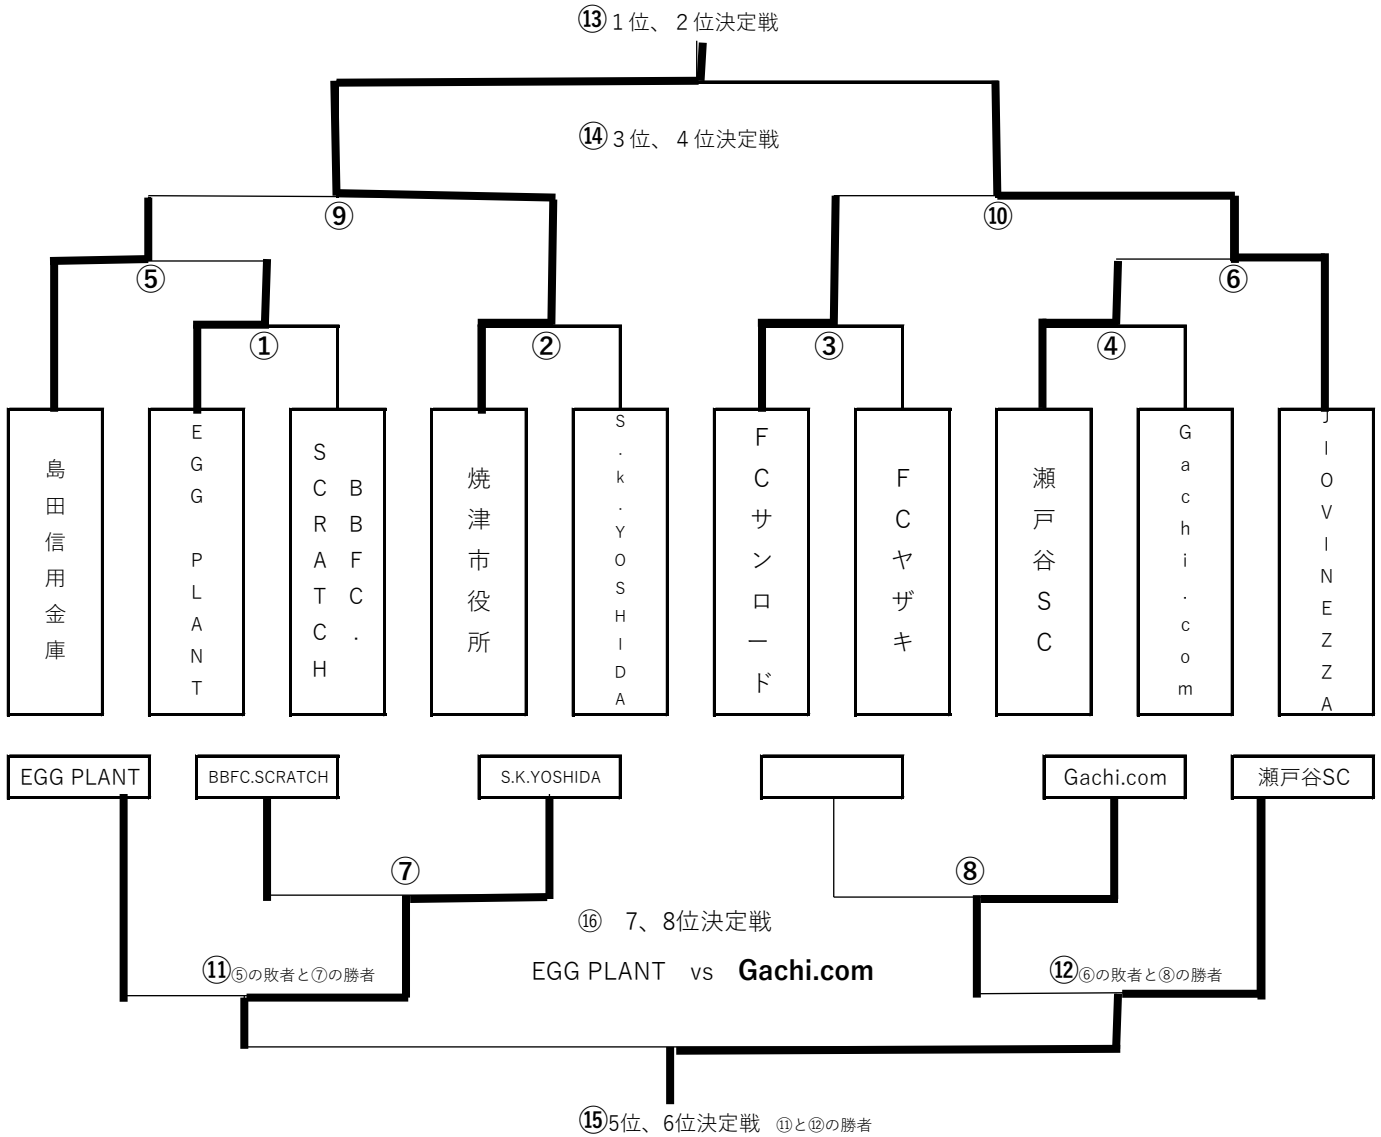 ⑬１位、２位決定戦
⑭３位、４位決定戦
⑨
⑩
⑤
⑥
①
②
③
④
島田信用金庫
EGG PLANT
BBFC.
SCRATCH
焼津市役所
S.k.YOSHIDA
FCサンロード
FCヤザキ
瀬戸谷SC
Gachi.com
JIOVINEZZA
EGG PLANT
BBFC.SCRATCH
S.K.YOSHIDA
Gachi.com
瀬戸谷SC
⑦
⑧
⑯ 7、8位決定戦
EGG PLANT vs Gachi.com
⑪⑤の敗者と⑦の勝者
⑫⑥の敗者と⑧の勝者
⑮5位、6位決定戦 ⑪と⑫の勝者